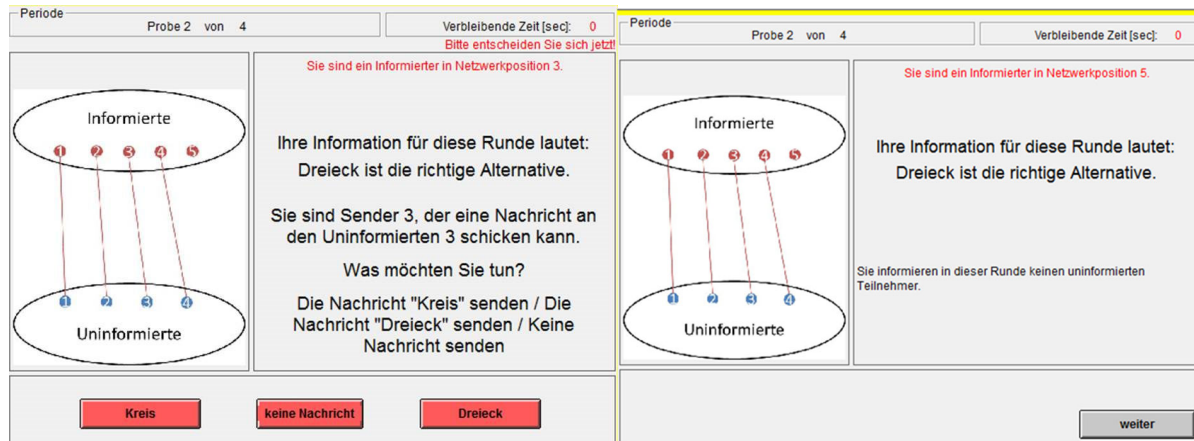 Periode
Probe 2 von 4
Verbleibende Zeit [sec]: 0
Bitte entscheiden Sie sich jetzt!
Sie sind ein Informierter in Netzwerkposition 3.
Informierte
1 2 3 4 5
1 2 3 4
Uninformierte
Ihre Information für diese Runde lautet:
Dreieck ist die richtige Alternative.
Sie sind Sender 3, der eine Nachricht an
den Uninformierten 3 schicken kann.
Was möchten Sie tun?
Die Nachricht "Kreis" senden / Die
Nachricht "Dreieck" senden / Keine
Nachricht senden
Kreis
keine Nachricht
Dreieck
Periode
Probe 2 von 4
Verbleibende Zeit [sec]: 0
Sie sind ein Informierter in Netzwerkposition 5.
Informierte
1 2 3 4 5
1 2 3 4
Uninformierte
Ihre Information für diese Runde lautet:
Dreieck ist die richtige Alternative.
Sie informieren in dieser Runde keinen uninformierten
Teilnehmer.
weiter